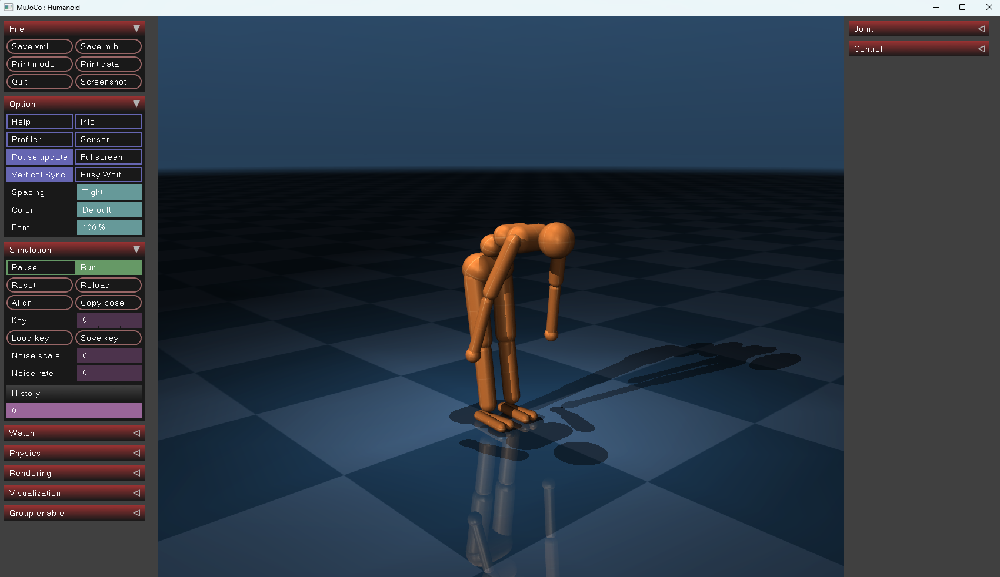 MuJoCo : Humanoid
File
Save xml Save mjb
Print model Print data
Quit Screenshot
Option
Help Info
Profiler Sensor
Pause update Fullscreen
Vertical Sync Busy Wait
Spacing Tight
Color Default
Font 100 %
Simulation
Pause Run
Reset Reload
Align Copy pose
Key 0
Load key Save key
Noise scale 0
Noise rate 0
History
0
Watch
Physics
Rendering
Visualization
Group enable
Joint
Control